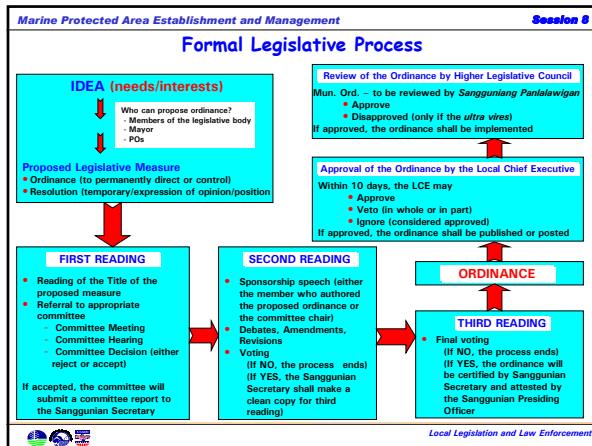 Marine Protected Area Establishment and Management
Session 8
Formal Legislative Process
IDEA (needs/interests)
Who can propose ordinance?
- Members of the legislative body
- Mayor
- POs
Proposed Legislative Measure
• Ordinance (to permanently direct or control)
• Resolution (temporary/expression of opinion/position
FIRST READING
• Reading of the Title of the
proposed measure
• Referral to appropriate
committee
- Committee Meeting
- Committee Hearing
- Committee Decision (either
reject or accept)
If accepted, the committee will
submit a committee report to
the Sanggunian Secretary
SECOND READING
• Sponsorship speech (either
the member who authored
the proposed ordinance or
the committee chair)
• Debates, Amendments,
Revisions
• Voting
(If NO, the process ends)
(If YES, the Sanggunian
Secretary shall make a
clean copy for third
reading)
THIRD READING
• Final voting
(If NO, the process ends)
(If YES, the ordinance will
be certified by Sanggunian
Secretary and attested by
the Sanggunian Presiding
Officer
ORDINANCE
Approval of the Ordinance by the Local Chief Executive
Within 10 days, the LCE may
• Approve
• Veto (in whole or in part)
• Ignore (considered approved)
If approved, the ordinance shall be published or posted
Review of the Ordinance by Higher Legislative Council
Mun. Ord. – to be reviewed by Sangguniang Panlalawigan
• Approve
• Disapproved (only if the ultra vires)
If approved, the ordinance shall be implemented
Local Legislation and Law Enforcement